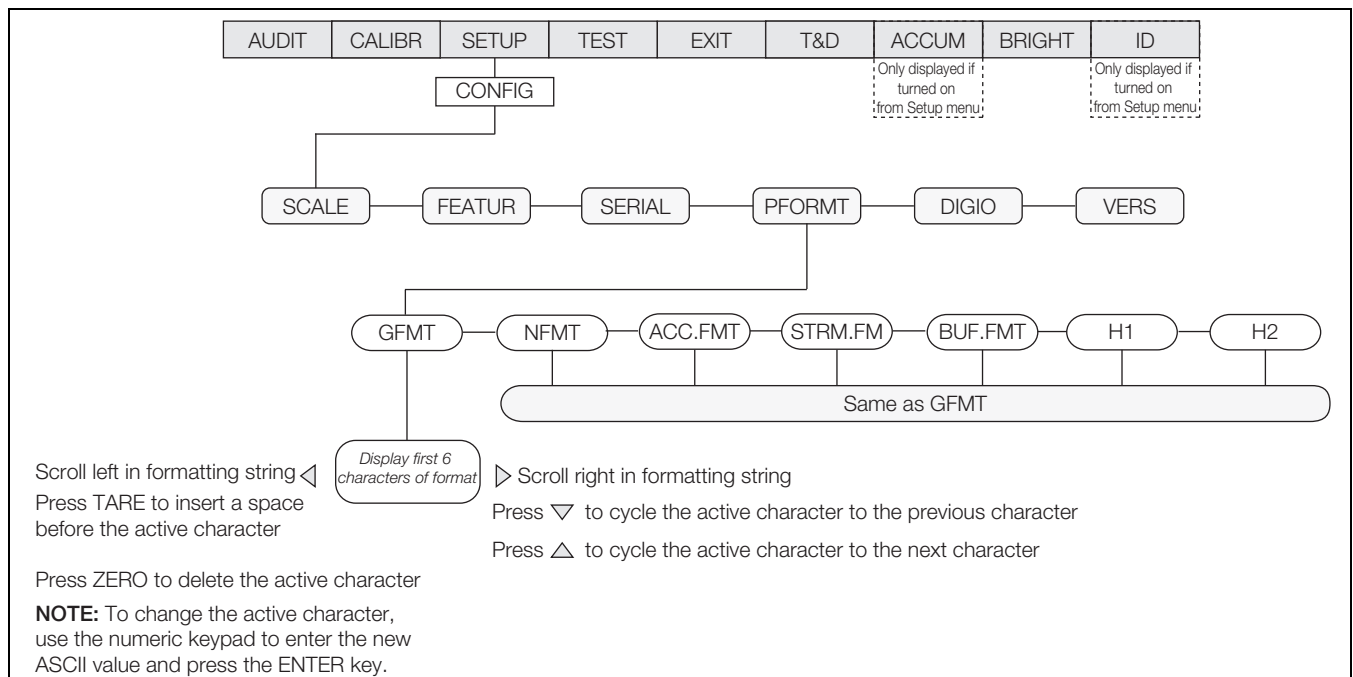 AUDIT CALIBR SETUP TEST EXIT T&D ACCUM BRIGHT ID
Only displayed if
turned on
from Setup menu
Only displayed if
turned on
from Setup menu
CONFIG
SCALE FEATUR SERIAL PFORMT DIGIO VERS
GFMT NFMT ACC.FMT STRM.FM BUF.FMT H1 H2
Same as GFMT
Display first 6
characters of format
Scroll left in formatting string
Press TARE to insert a space
before the active character
Scroll right in formatting string
Press ▽ to cycle the active character to the previous character
Press △ to cycle the active character to the next character
Press ZERO to delete the active character
NOTE: To change the active character,
use the numeric keypad to enter the new
ASCII value and press the ENTER key.